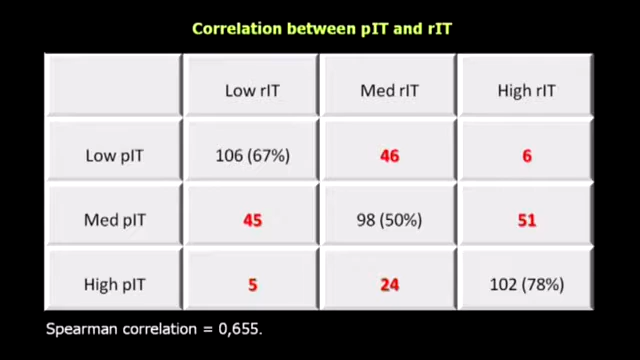 Correlation between pIT and rIT
Low rIT Med rIT High rIT
Low pIT 106 (67%) 46 6
Med pIT 45 98 (50%) 51
High pIT 5 24 102 (78%)
Spearman correlation = 0,655.